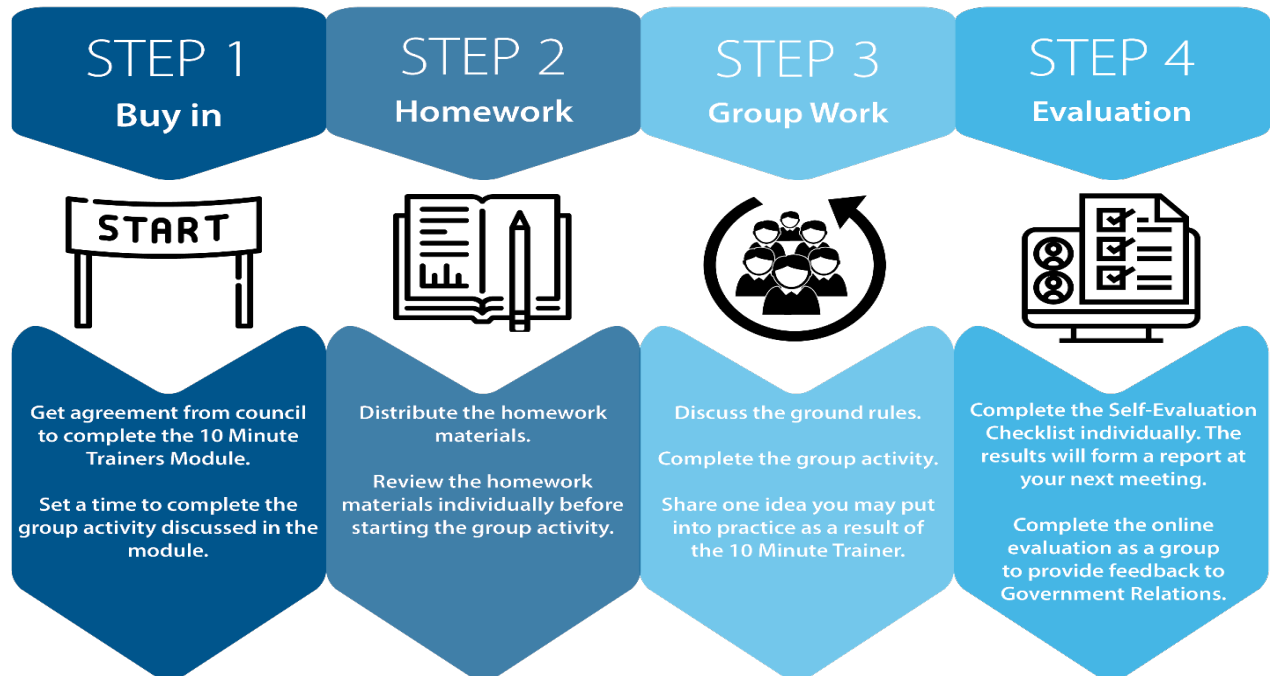 STEP 1
Buy in
START
Get agreement from council
to complete the 10 Minute
Trainers Module.
Set a time to complete the
group activity discussed in the
module.
STEP 2
Homework
Distribute the homework
materials.
Review the homework
materials individually before
starting the group activity.
STEP 3
Group Work
Discuss the ground rules.
Complete the group activity.
Share one idea you may put
into practice as a result of
the 10 Minute Trainer.
STEP 4
Evaluation
Complete the Self-Evaluation
Checklist individually. The
results will form a report at
your next meeting.
Complete the online
evaluation as a group
to provide feedback to
Government Relations.